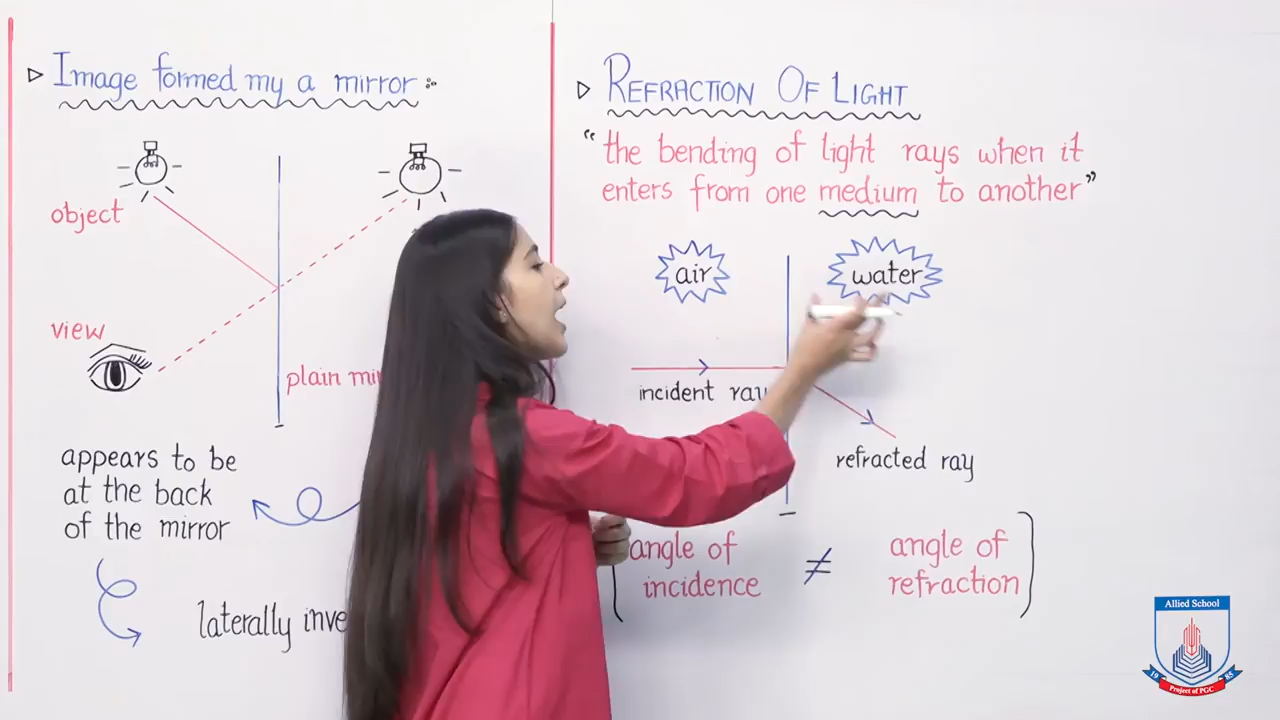 Image formed my a mirror
object
view
plain
appears to be
at the back
of the mirror
laterally
REFRACTION OF LIGHT
"the bending of light rays when it
enters from one medium to another"
air
water
incident ray
refracted ray
angle of
incidence
≠
angle of
refraction
Allied School
19 85
Project of PGC